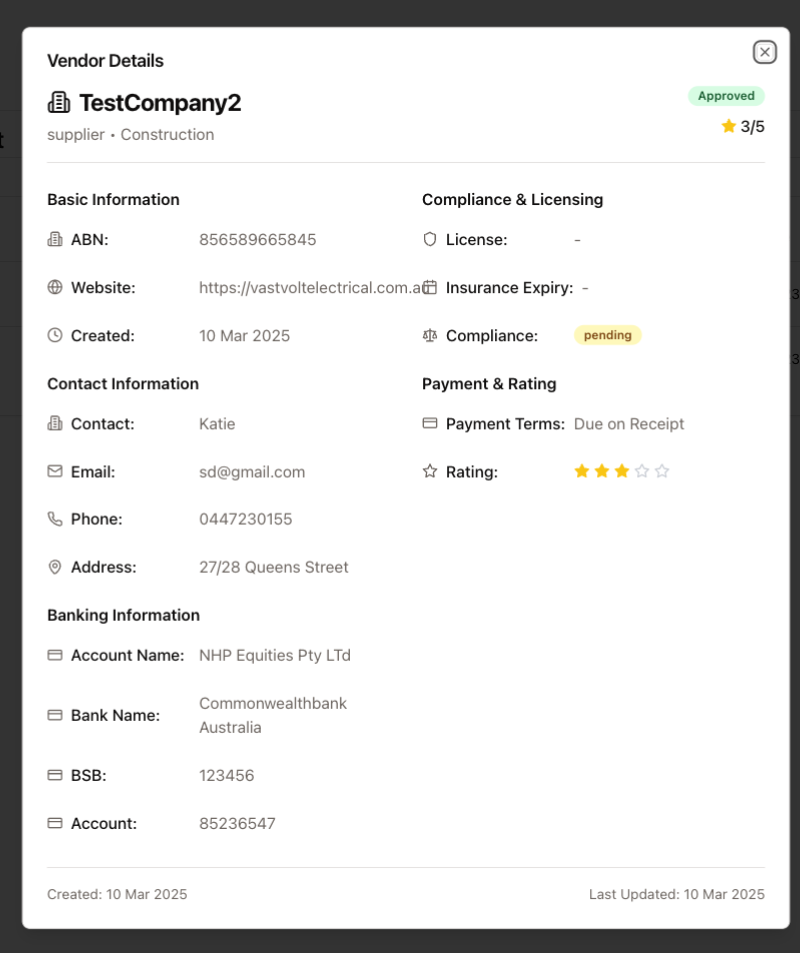 Vendor Details
TestCompany2
Approved
supplier • Construction
3/5
Basic Information
ABN: 856589665845
Website: https://vastvoltelectrical.com.au
Created: 10 Mar 2025
Contact Information
Contact: Katie
Email: sd@gmail.com
Phone: 0447230155
Address: 27/28 Queens Street
Banking Information
Account Name: NHP Equities Pty LTd
Bank Name: Commonwealthbank
Australia
BSB: 123456
Account: 85236547
Compliance & Licensing
License: -
Insurance Expiry: -
Compliance: pending
Payment & Rating
Payment Terms: Due on Receipt
Rating:
Created: 10 Mar 2025
Last Updated: 10 Mar 2025